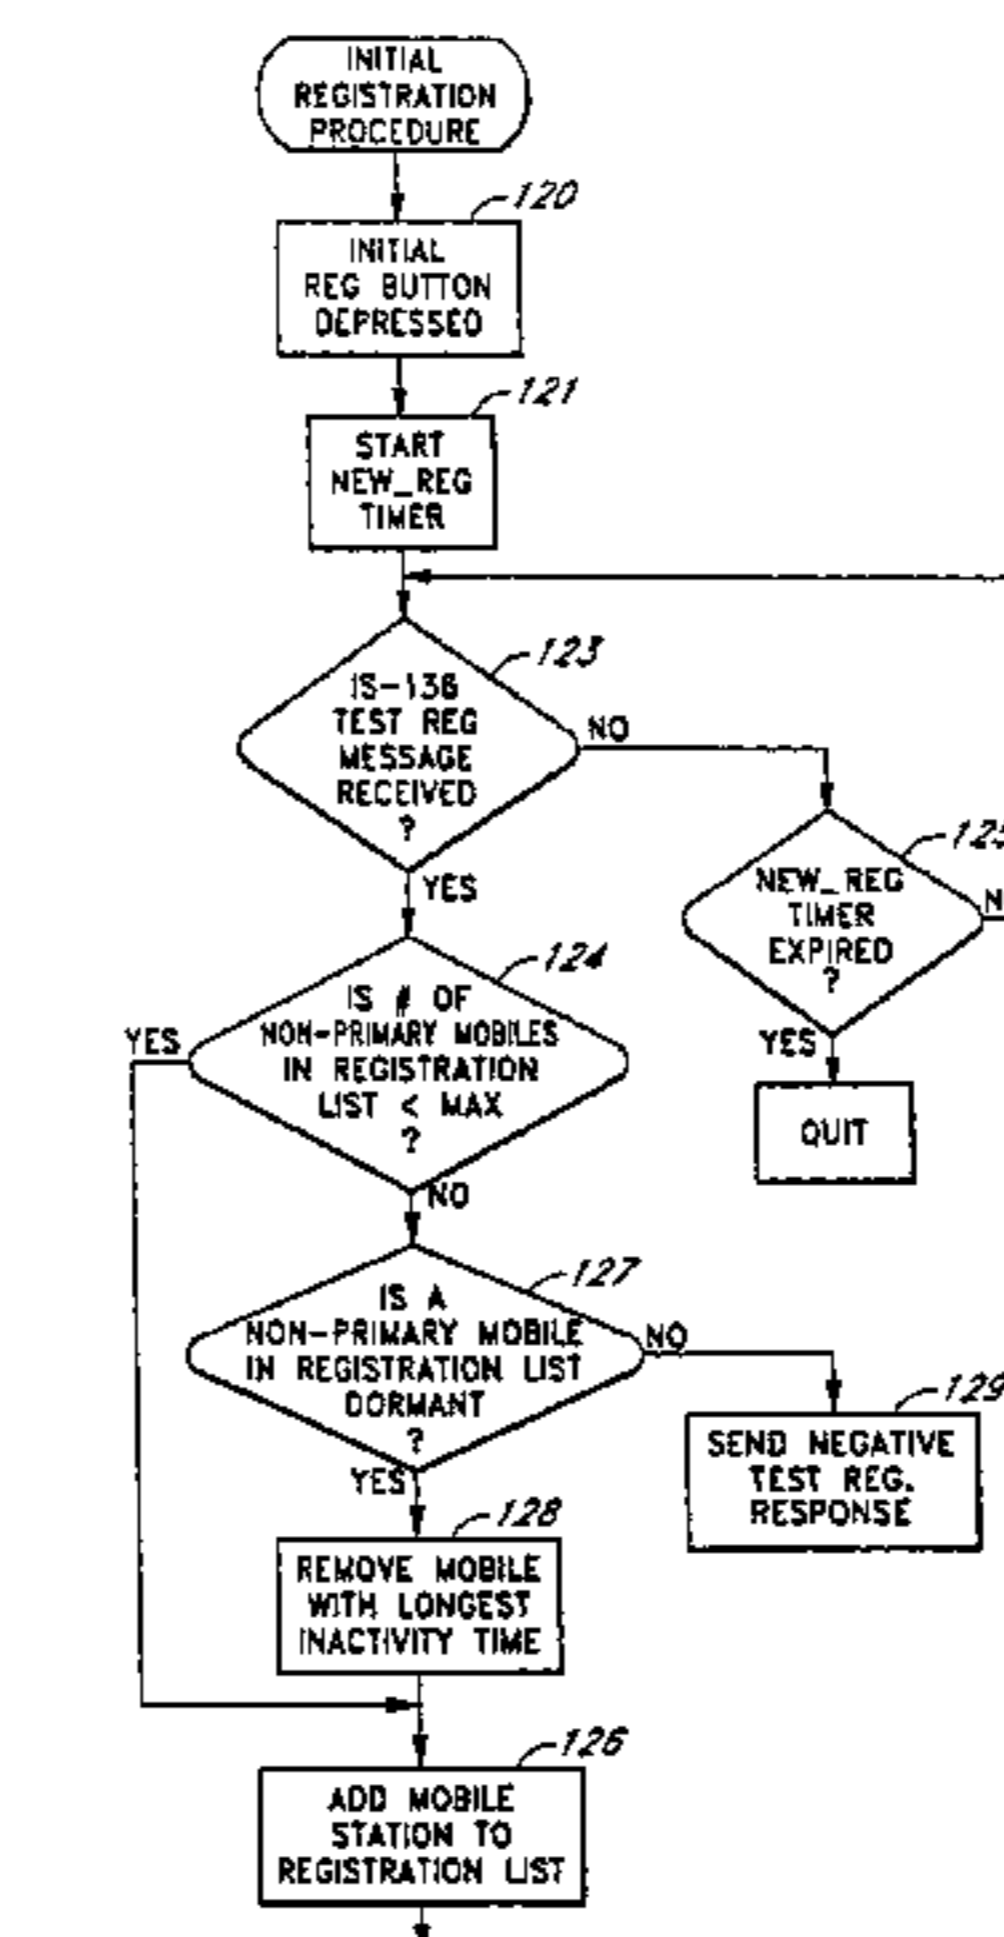 INITIAL
REGISTRATION
PROCEDURE
120
INITIAL
REG BUTTON
DEPRESSED
121
START
NEW_REG
TIMER
123
IS-136
TEST REG
MESSAGE
RECEIVED
?
NO
YES
125
NEW_REG
TIMER
EXPIRED
?
N
YES
QUIT
124
IS # OF
NON-PRIMARY MOBILES
IN REGISTRATION
LIST < MAX
?
YES
NO
127
IS A
NON-PRIMARY MOBILE
IN REGISTRATION LIST
DORMANT
?
NO
YES
129
SEND NEGATIVE
TEST REG.
RESPONSE
128
REMOVE MOBILE
WITH LONGEST
INACTIVITY TIME
126
ADD MOBILE
STATION TO
REGISTRATION LIST